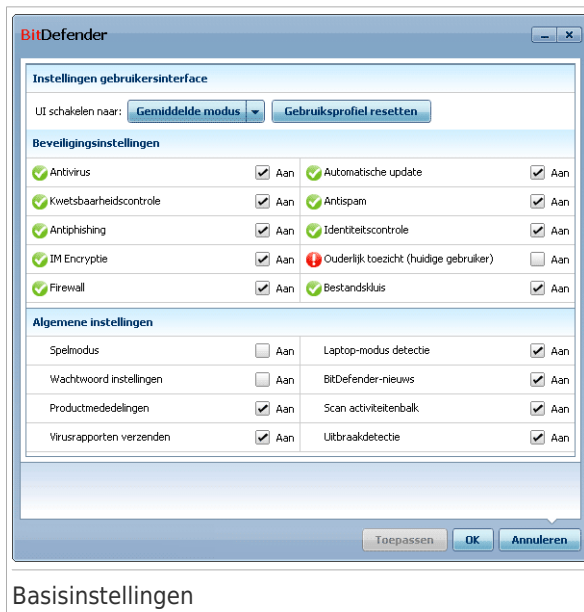 BitDefender
Instellingen gebruikersinterface
UI schakelen naar: Gemiddelde modus Gebruiksprofiel resetten
Beveiligingsinstellingen
Antivirus Aan Automatische update Aan
Kwetsbaarheidscontrole Aan Antispam Aan
Antiphishing Aan Identiteitscontrole Aan
IM Encryptie Aan Ouderlijk toezicht (huidige gebruiker) Aan
Firewall Aan Bestandskluis Aan
Algemene instellingen
Spelmodus Aan Laptop-modus detectie Aan
Wachtwoord instellingen Aan BitDefender-nieuws Aan
Productmededelingen Aan Scan activiteitenbalk Aan
Virusrapporten verzenden Aan Uitbraakdetectie Aan
Toepassen OK Annuleren
Basisinstellingen